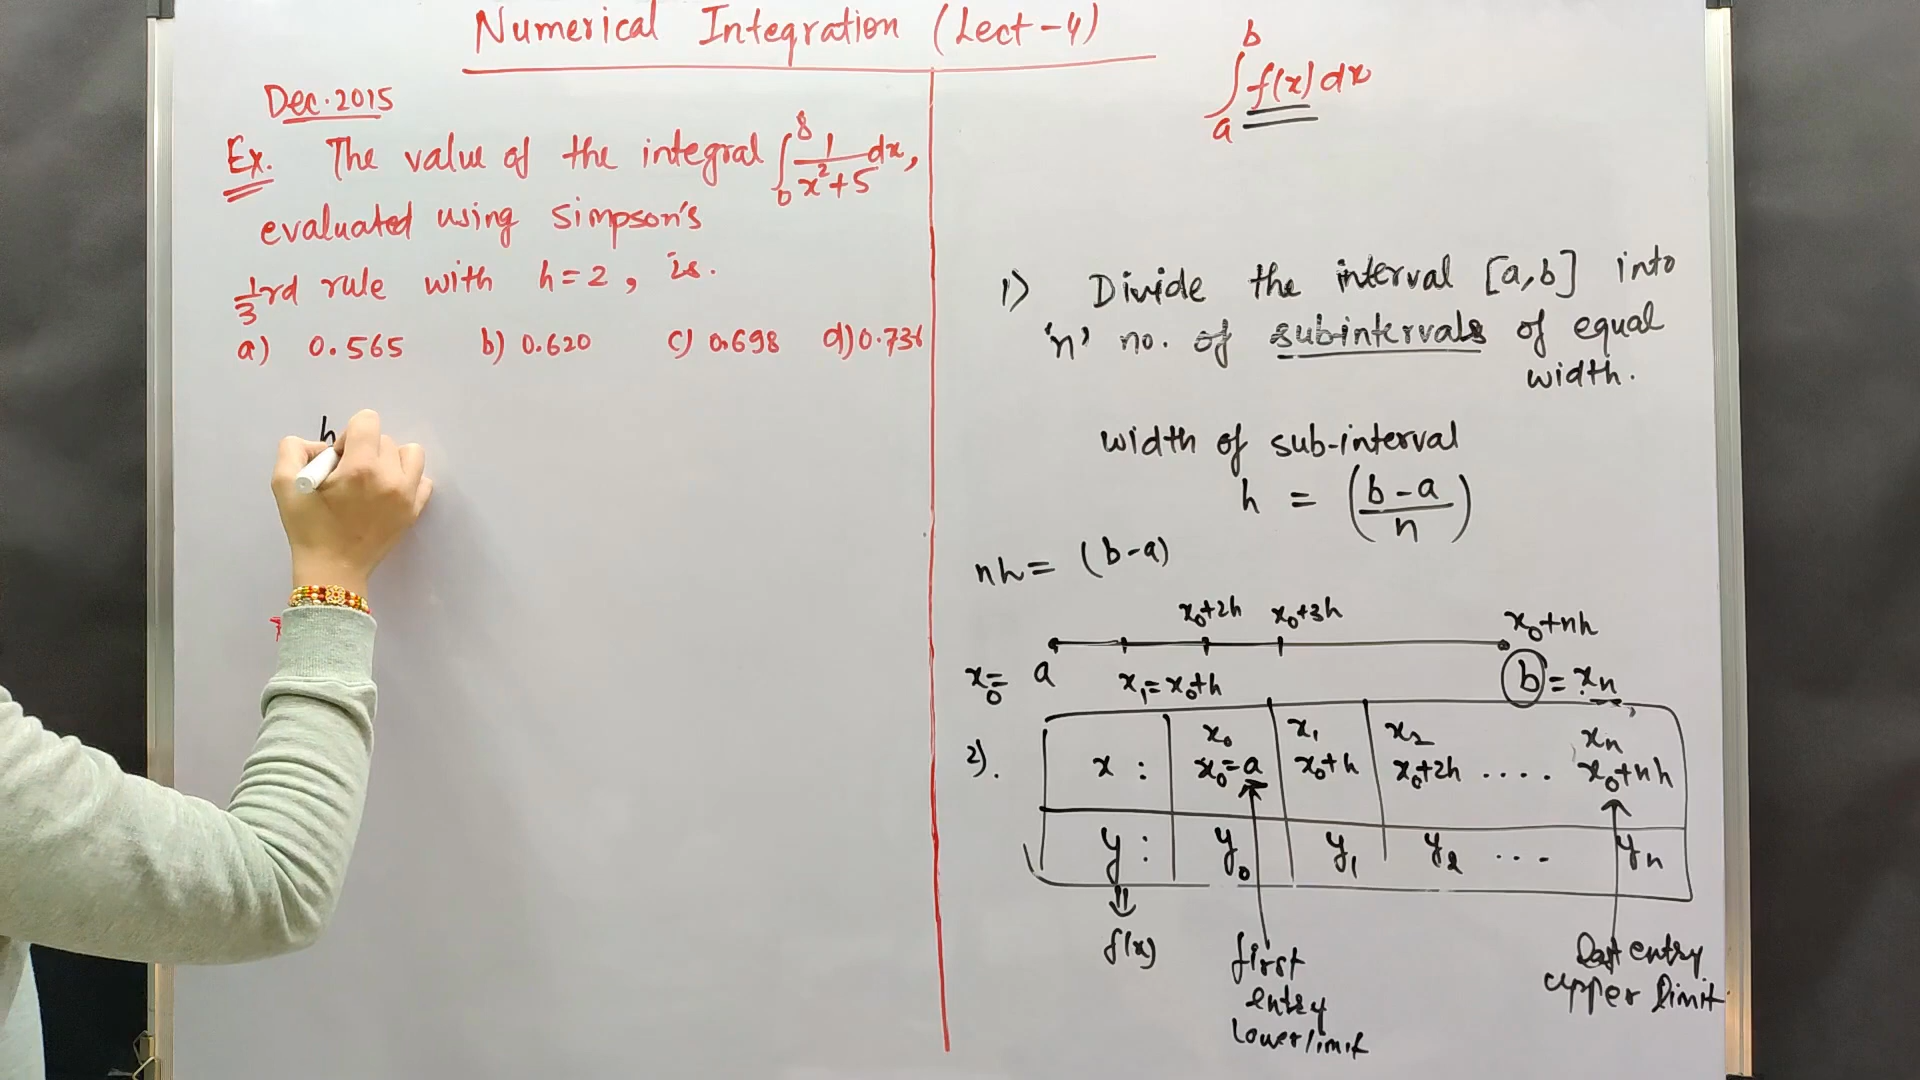 Numerical Integration (Lect-4)
Dec. 2015
Ex. The value of the integral ∫₀⁸ 1/(x²+5) dx,
evaluated using simpson's
1/3rd rule with h=2, is.
a) 0.565 b) 0.620 c) 0.698 d) 0.736
h
∫ₐᵇ f(x) dx
1) Divide the interval [a,b] into
'n' no. of subintervals of equal
width.
width of sub-interval
h = (b-a/n)
nh = (b-a)
x₀+2h x₀+3h x₀+nh
x₀= a x₁=x₀+h b = xn
2). x : x₀ x₁ x₂ xn
x₀=a x₀+h x₀+2h .... x₀+nh
y : y₀ y₁ y₂ ... yn
f(x)
first
entry
Lower limit
Last entry
upper limit